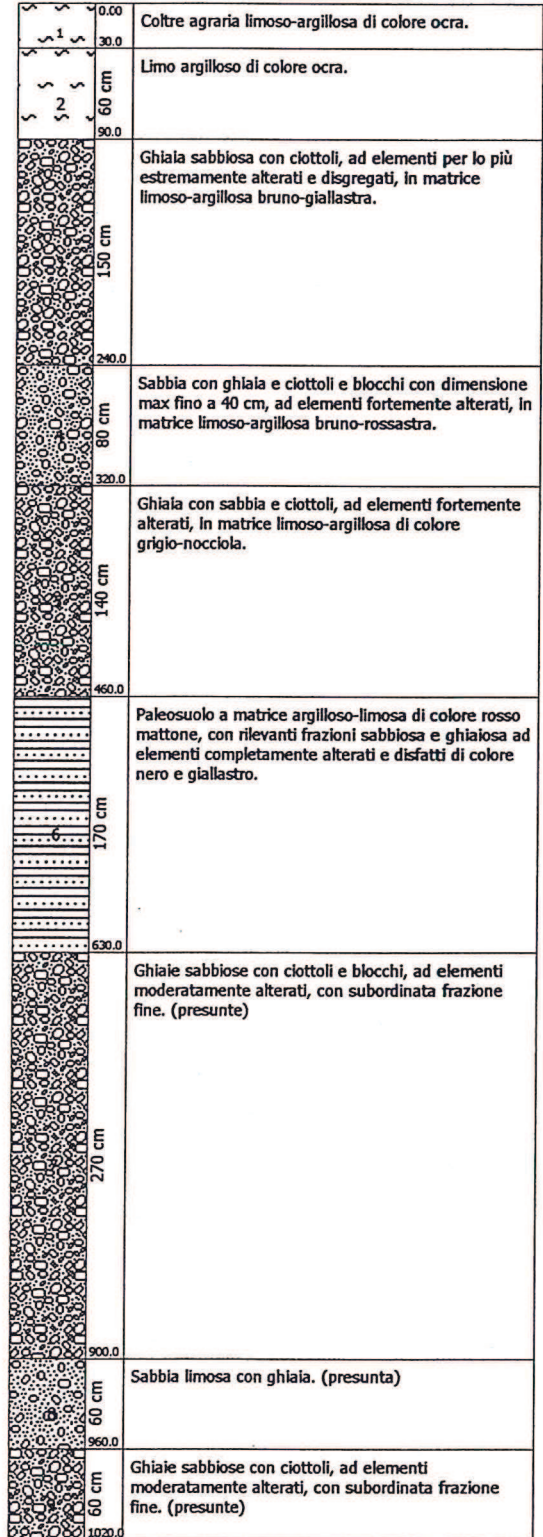 0.00
Coltre agraria limoso-argillosa di colore ocra.
1
30.0
Limo argilloso di colore ocra.
2
60 cm
90.0
Ghiaia sabbiosa con ciottoli, ad elementi per lo più
estremamente alterati e disgregati, in matrice
limoso-argillosa bruno-giallastra.
150 cm
240.0
Sabbia con ghiaia e ciottoli e blocchi con dimensione
max fino a 40 cm, ad elementi fortemente alterati, in
matrice limoso-argillosa bruno-rossastra.
4
80 cm
320.0
Ghiaia con sabbia e ciottoli, ad elementi fortemente
alterati, in matrice limoso-argillosa di colore
grigio-nocciola.
140 cm
460.0
Paleosuolo a matrice argilloso-limosa di colore rosso
mattone, con rilevanti frazioni sabbiosa e ghiaiosa ad
elementi completamente alterati e disfatti di colore
nero e giallastro.
6
170 cm
630.0
Ghiaie sabbiose con ciottoli e blocchi, ad elementi
moderatamente alterati, con subordinata frazione
fine. (presunte)
270 cm
900.0
Sabbia limosa con ghiaia. (presunta)
8
60 cm
960.0
Ghiaie sabbiose con ciottoli, ad elementi
moderatamente alterati, con subordinata frazione
fine. (presunte)
60 cm
1020.0